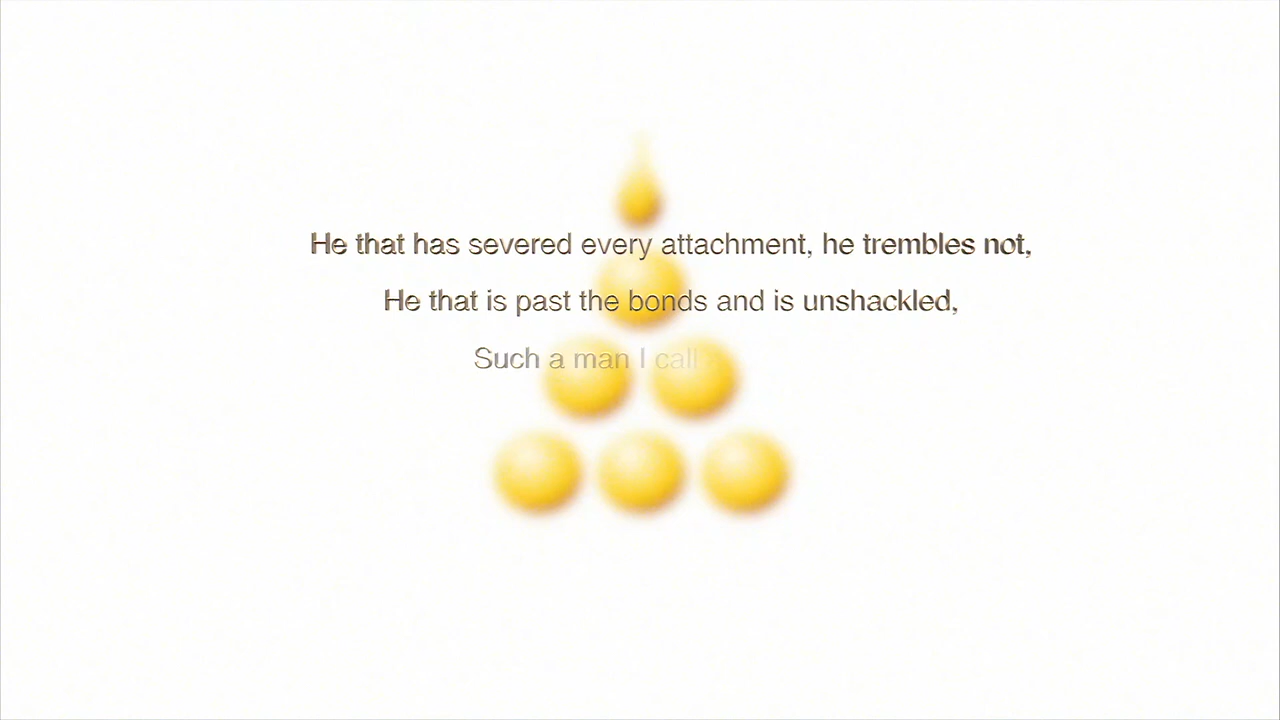 He that has severed every attachment, he trembles not,
He that is past the bonds and is unshackled,
Such a man I call